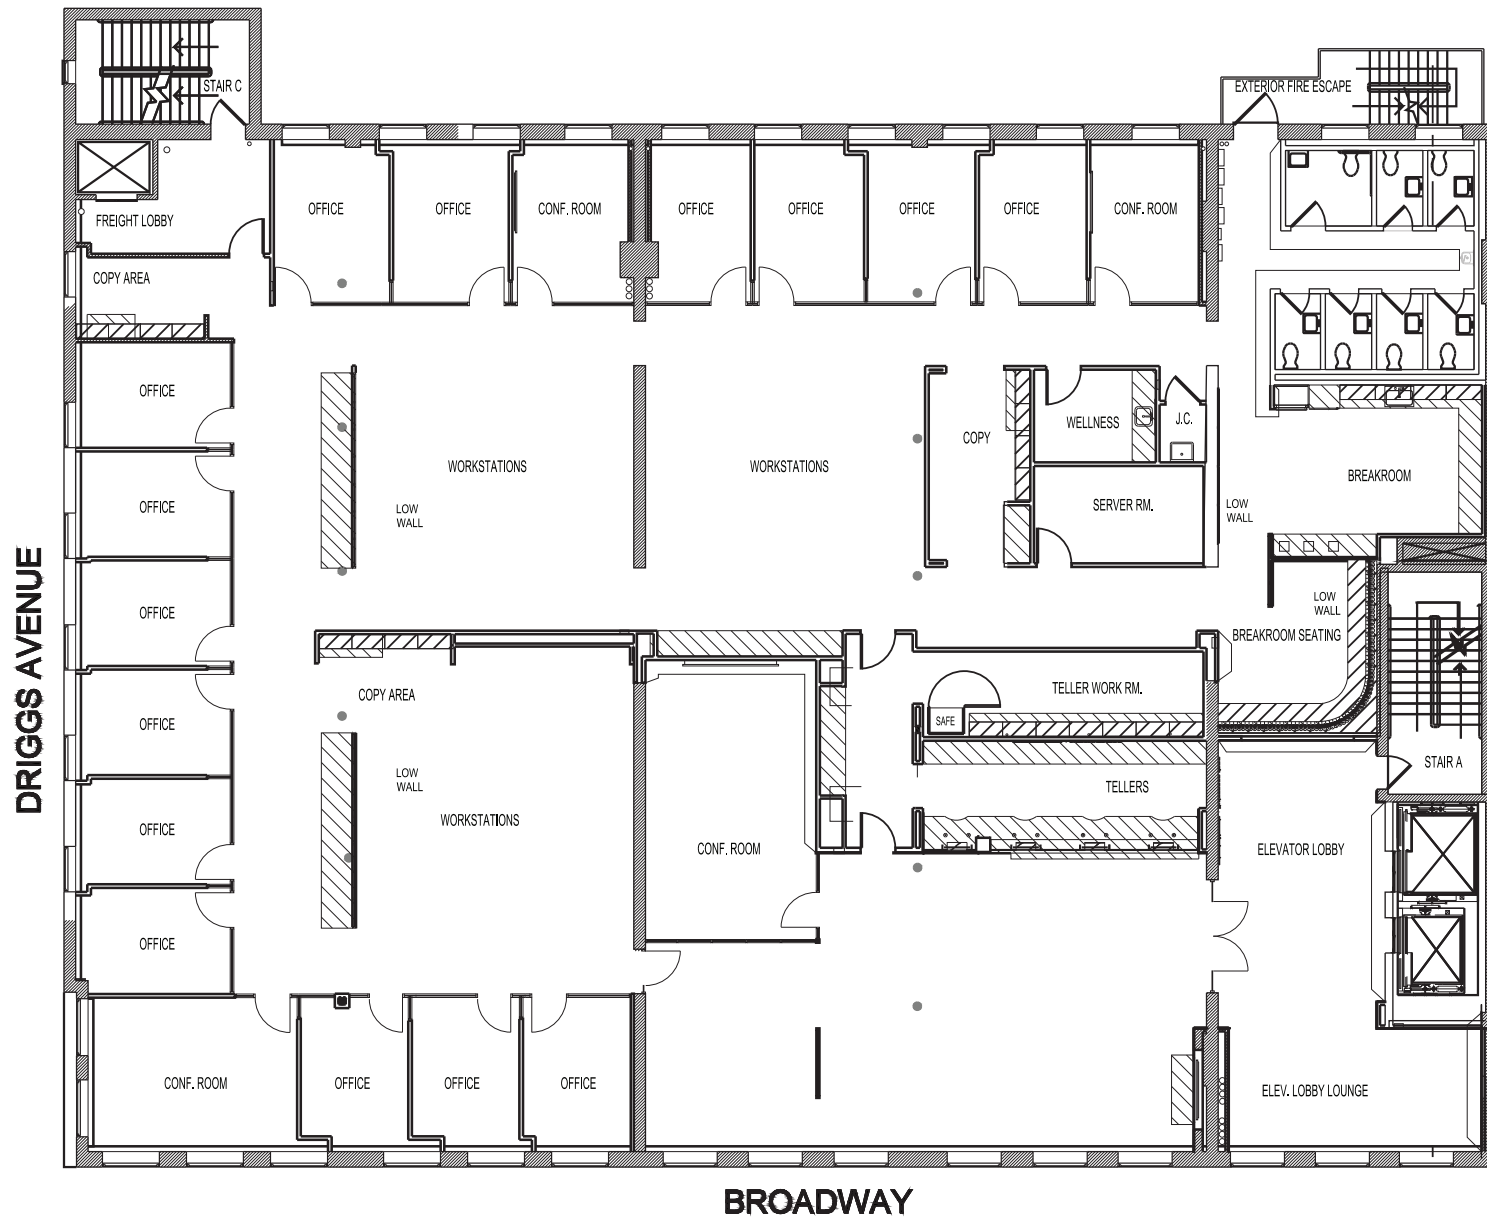 STAIR C
EXTERIOR FIRE ESCAPE
FREIGHT LOBBY
OFFICE
OFFICE
CONF. ROOM
OFFICE
OFFICE
OFFICE
OFFICE
CONF. ROOM
COPY AREA
OFFICE
WELLNESS
J.C.
COPY
WORKSTATIONS
WORKSTATIONS
BREAKROOM
OFFICE
LOW
WALL
SERVER RM.
LOW
WALL
OFFICE
LOW
WALL
BREAKROOM SEATING
COPY AREA
TELLER WORK RM.
SAFE
OFFICE
LOW
WALL
TELLERS
STAIR A
OFFICE
WORKSTATIONS
CONF. ROOM
ELEVATOR LOBBY
OFFICE
CONF. ROOM
OFFICE
OFFICE
OFFICE
ELEV. LOBBY LOUNGE
DRIGGS AVENUE
BROADWAY